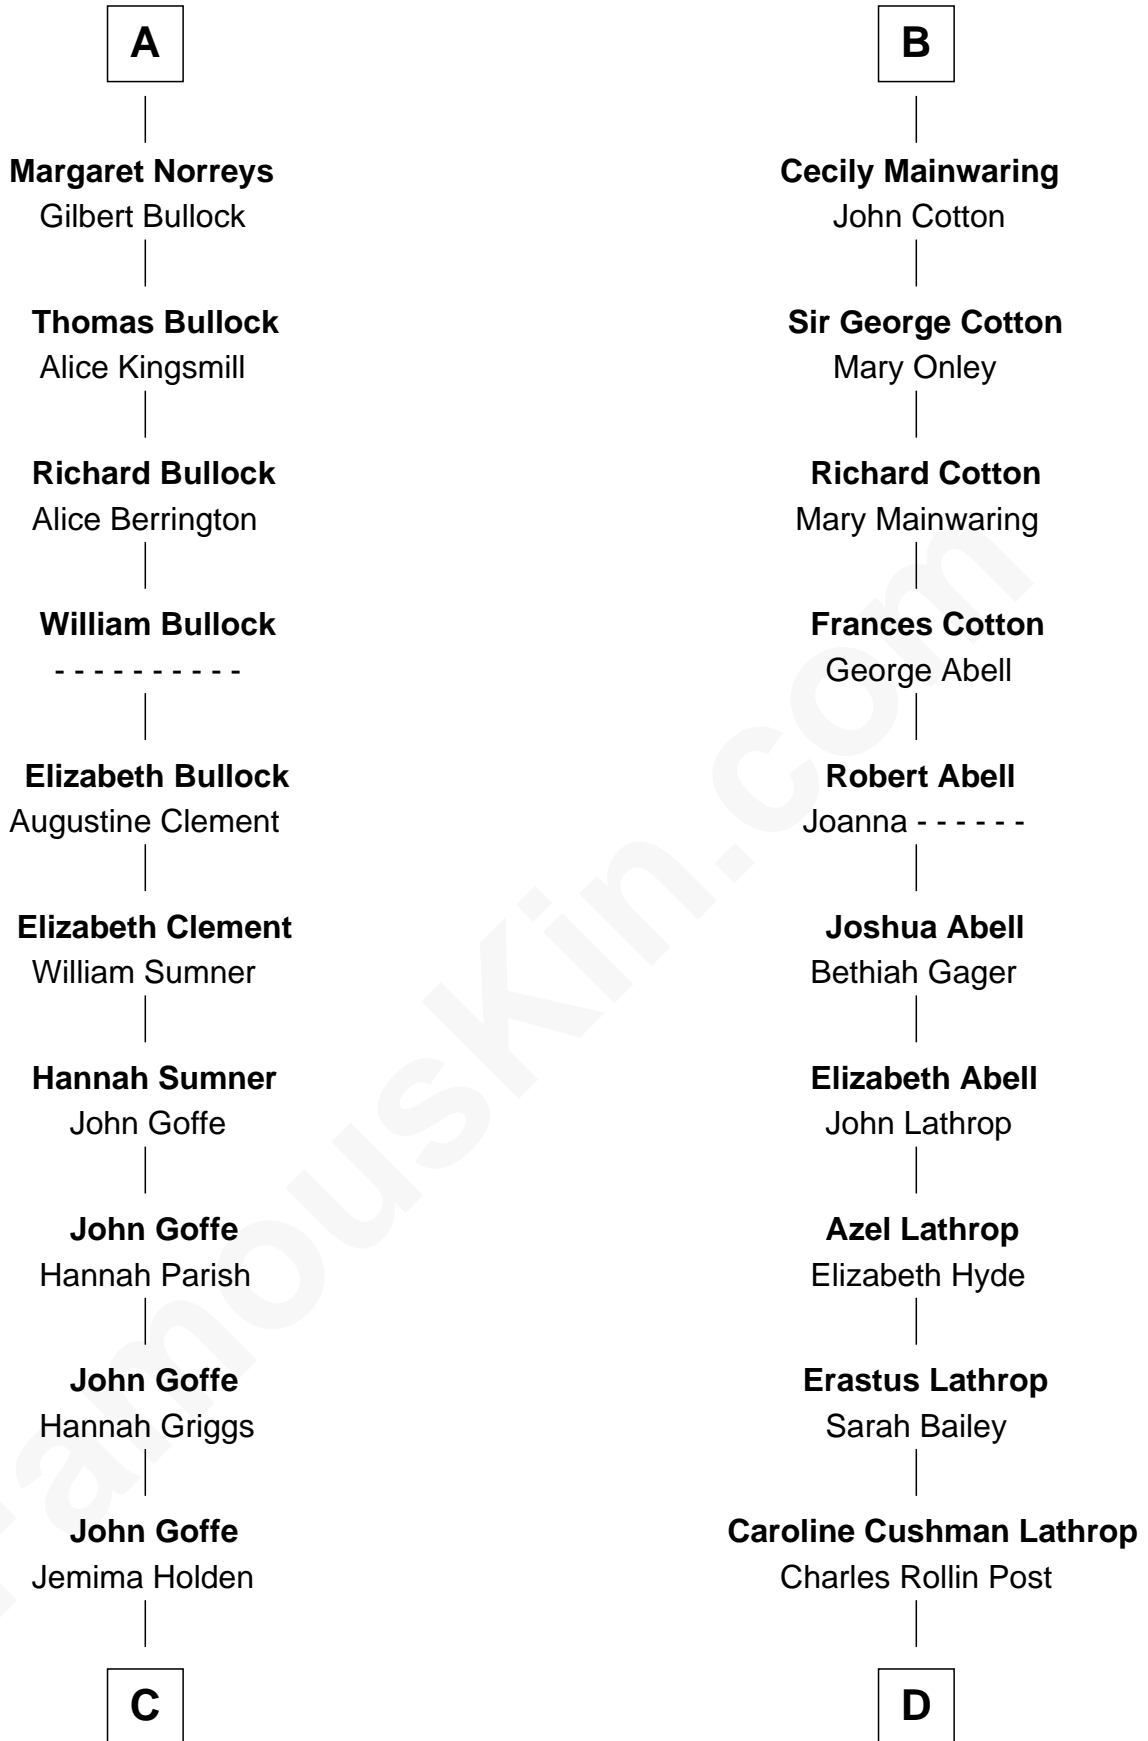 A
Margaret Norreys
Gilbert Bullock
Thomas Bullock
Alice Kingsmill
Richard Bullock
Alice Berrington
William Bullock
- - - - - - - - - -
Elizabeth Bullock
Augustine Clement
Elizabeth Clement
William Sumner
Hannah Sumner
John Goffe
John Goffe
Hannah Parish
John Goffe
Hannah Griggs
John Goffe
Jemima Holden
C
B
Cecily Mainwaring
John Cotton
Sir George Cotton
Mary Onley
Richard Cotton
Mary Mainwaring
Frances Cotton
George Abell
Robert Abell
Joanna - - - - - -
Joshua Abell
Bethiah Gager
Elizabeth Abell
John Lathrop
Azel Lathrop
Elizabeth Hyde
Erastus Lathrop
Sarah Bailey
Caroline Cushman Lathrop
Charles Rollin Post
D
FamousKin.com